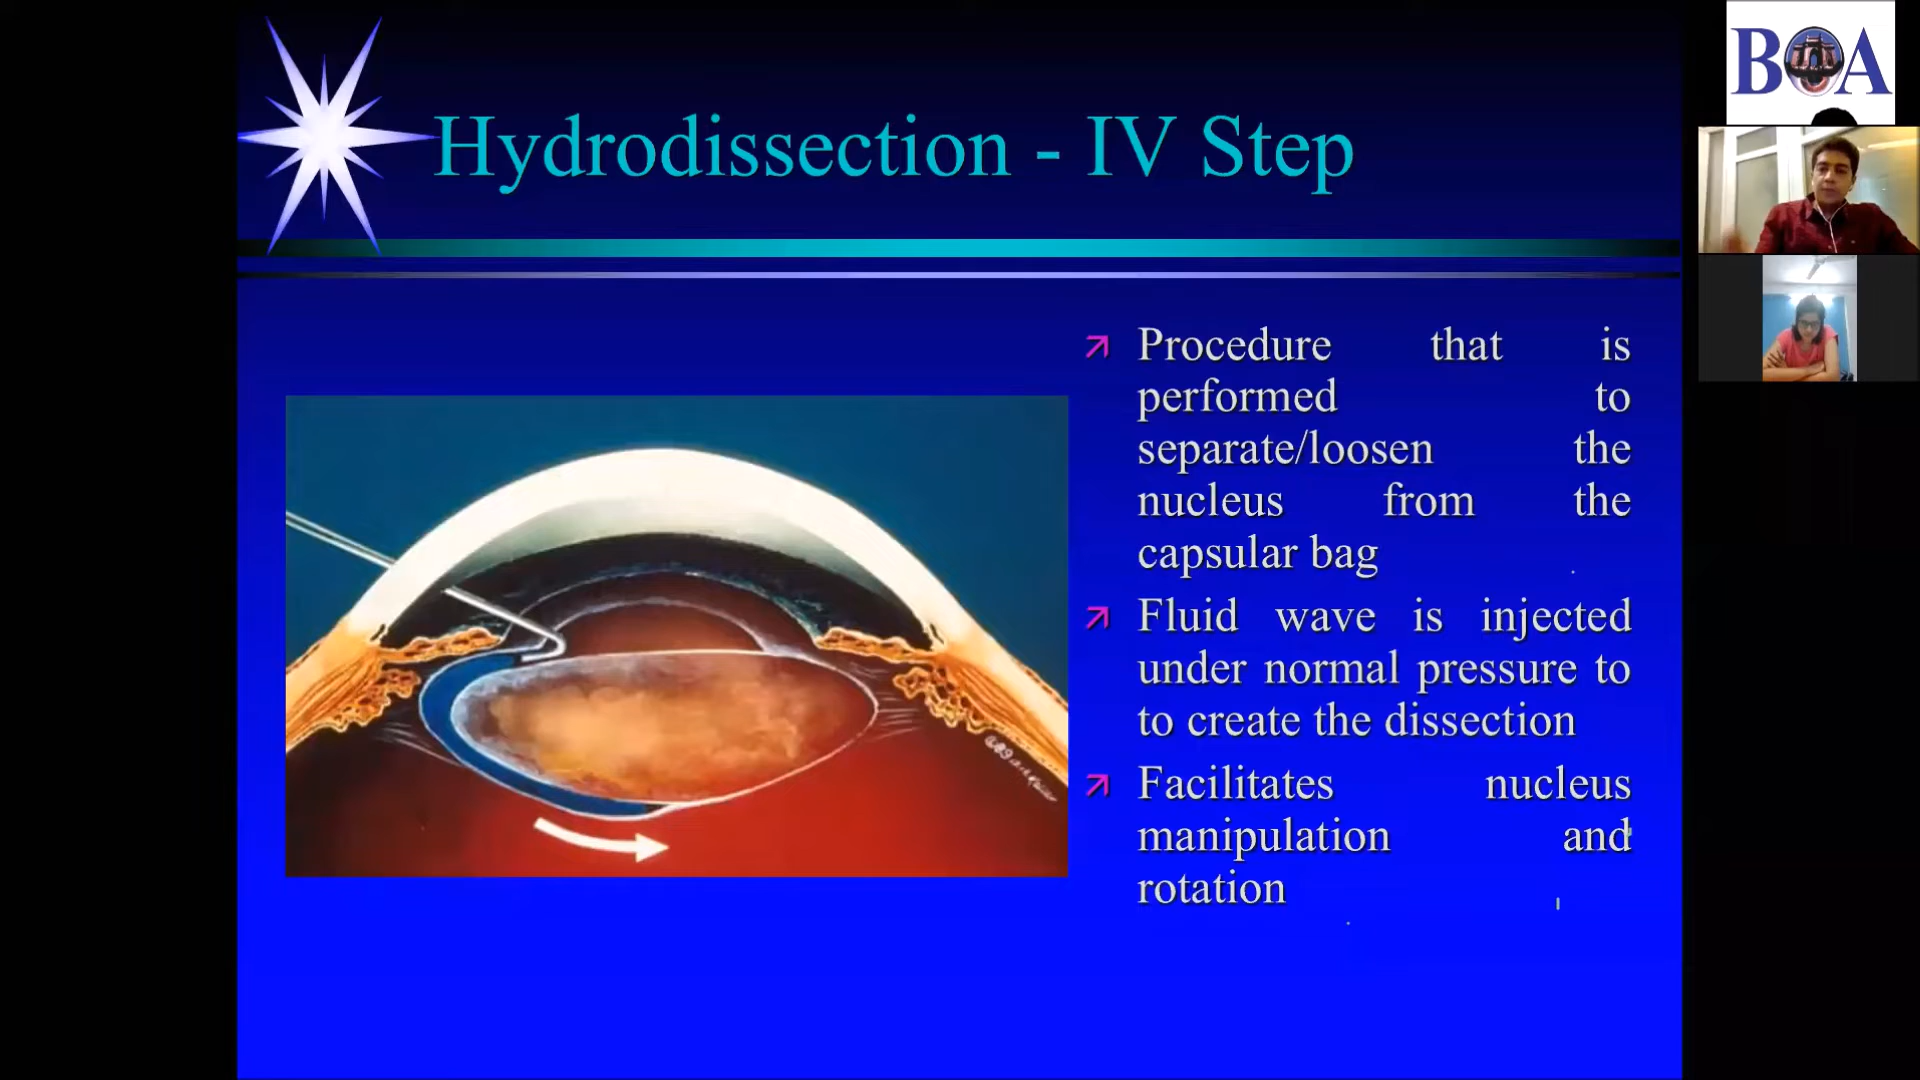 Hydrodissection - IV Step
Procedure that is
performed to
separate/loosen the
nucleus from the
capsular bag
Fluid wave is injected
under normal pressure to
to create the dissection
Facilitates nucleus
manipulation and
rotation
BOA